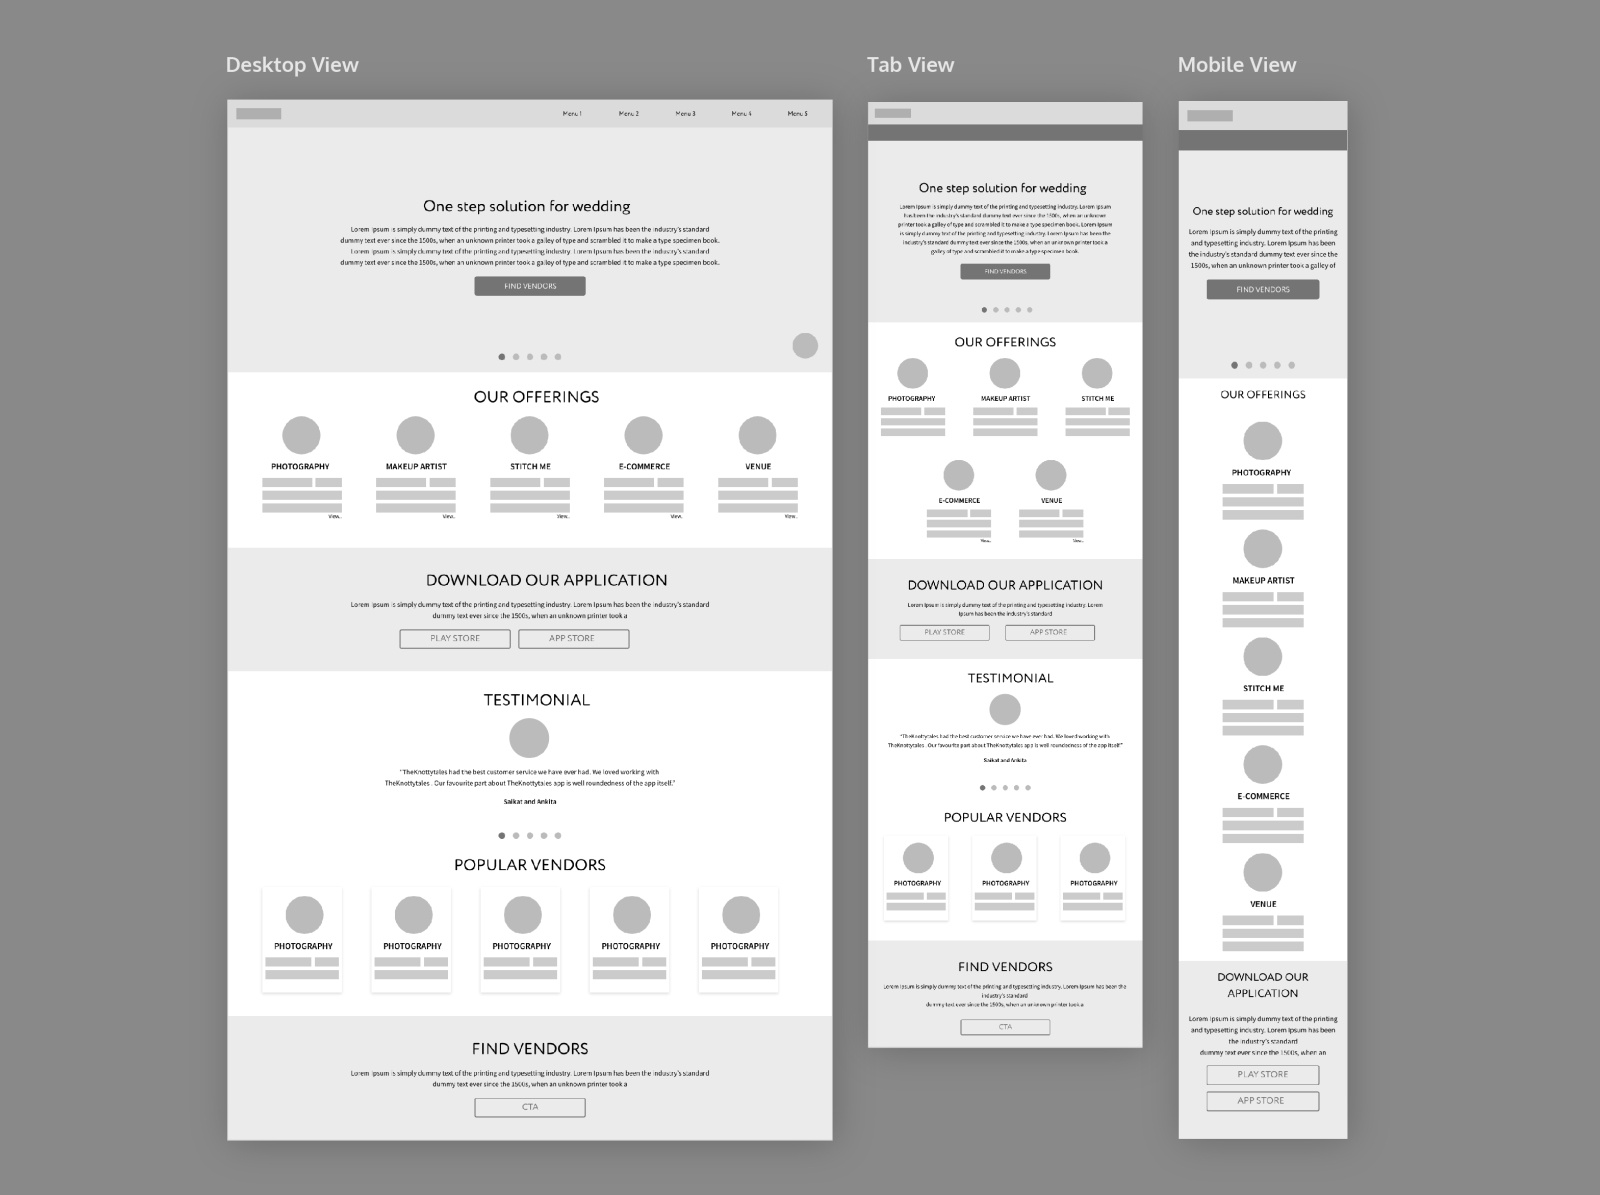 Desktop View
Menu 1
Menu 2
Menu 3
Menu 4
Menu 5
One step solution for wedding
Lorem Ipsum is simply dummy text of the printing and typesetting industry. Lorem Ipsum has been the industry's standard
dummy text ever since the 1500s, when an unknown printer took a galley of type and scrambled it to make a type specimen book.
Lorem Ipsum is simply dummy text of the printing and typesetting industry. Lorem Ipsum has been the industry's standard
dummy text ever since the 1500s, when an unknown printer took a galley of type and scrambled it to make a type specimen book.
FIND VENDORS
OUR OFFERINGS
PHOTOGRAPHY
MAKEUP ARTIST
STITCH ME
E-COMMERCE
VENUE
View..
View..
View..
View..
View..
DOWNLOAD OUR APPLICATION
Lorem Ipsum is simply dummy text of the printing and typesetting industry. Lorem Ipsum has been the industry's standard
dummy text ever since the 1500s, when an unknown printer took a
PLAY STORE
APP STORE
TESTIMONIAL
"TheKnottytales had the best customer service we have ever had. We loved working with
TheKnottytales . Our favourite part about TheKnottytales app is well roundedness of the app itself."
Saikat and Ankita
POPULAR VENDORS
PHOTOGRAPHY
PHOTOGRAPHY
PHOTOGRAPHY
PHOTOGRAPHY
PHOTOGRAPHY
FIND VENDORS
Lorem Ipsum is simply dummy text of the printing and typesetting industry. Lorem Ipsum has been the industry's standard
dummy text ever since the 1500s, when an unknown printer took a
CTA
Tab View
One step solution for wedding
Lorem Ipsum is simply dummy text of the printing and typesetting industry. Lorem Ipsum
has been the industry's standard dummy text ever since the 1500s, when an unknown
printer took a galley of type and scrambled it to make a type specimen book. Lorem Ipsum
is simply dummy text of the printing and typesetting industry. Lorem Ipsum has been the
industry's standard dummy text ever since the 1500s, when an unknown printer took a
galley of type and scrambled it to make a type specimen book.
FIND VENDORS
OUR OFFERINGS
PHOTOGRAPHY
MAKEUP ARTIST
STITCH ME
E-COMMERCE
VENUE
View..
View..
DOWNLOAD OUR APPLICATION
Lorem Ipsum is simply dummy text of the printing and typesetting industry. Lorem
Ipsum has been the industry's standard
PLAY STORE
APP STORE
TESTIMONIAL
"TheKnottytales had the best customer service we have ever had. We loved working with
TheKnottytales . Our favourite part about TheKnottytales app is well roundedness of the app itself"
Saikat and Ankita
POPULAR VENDORS
PHOTOGRAPHY
PHOTOGRAPHY
PHOTOGRAPHY
FIND VENDORS
Lorem Ipsum is simply dummy text of the printing and typesetting industry. Lorem Ipsum has been the
industry's standard
dummy text ever since the 1500s, when an unknown printer took a
CTA
Mobile View
One step solution for wedding
Lorem Ipsum is simply dummy text of the printing
and typesetting industry. Lorem Ipsum has been
the industry's standard dummy text ever since the
1500s, when an unknown printer took a galley of
FIND VENDORS
OUR OFFERINGS
PHOTOGRAPHY
MAKEUP ARTIST
STITCH ME
E-COMMERCE
VENUE
DOWNLOAD OUR
APPLICATION
Lorem Ipsum is simply dummy text of the printing
and typesetting industry. Lorem Ipsum has been
the industry's standard
dummy text ever since the 1500s, when an
PLAY STORE
APP STORE